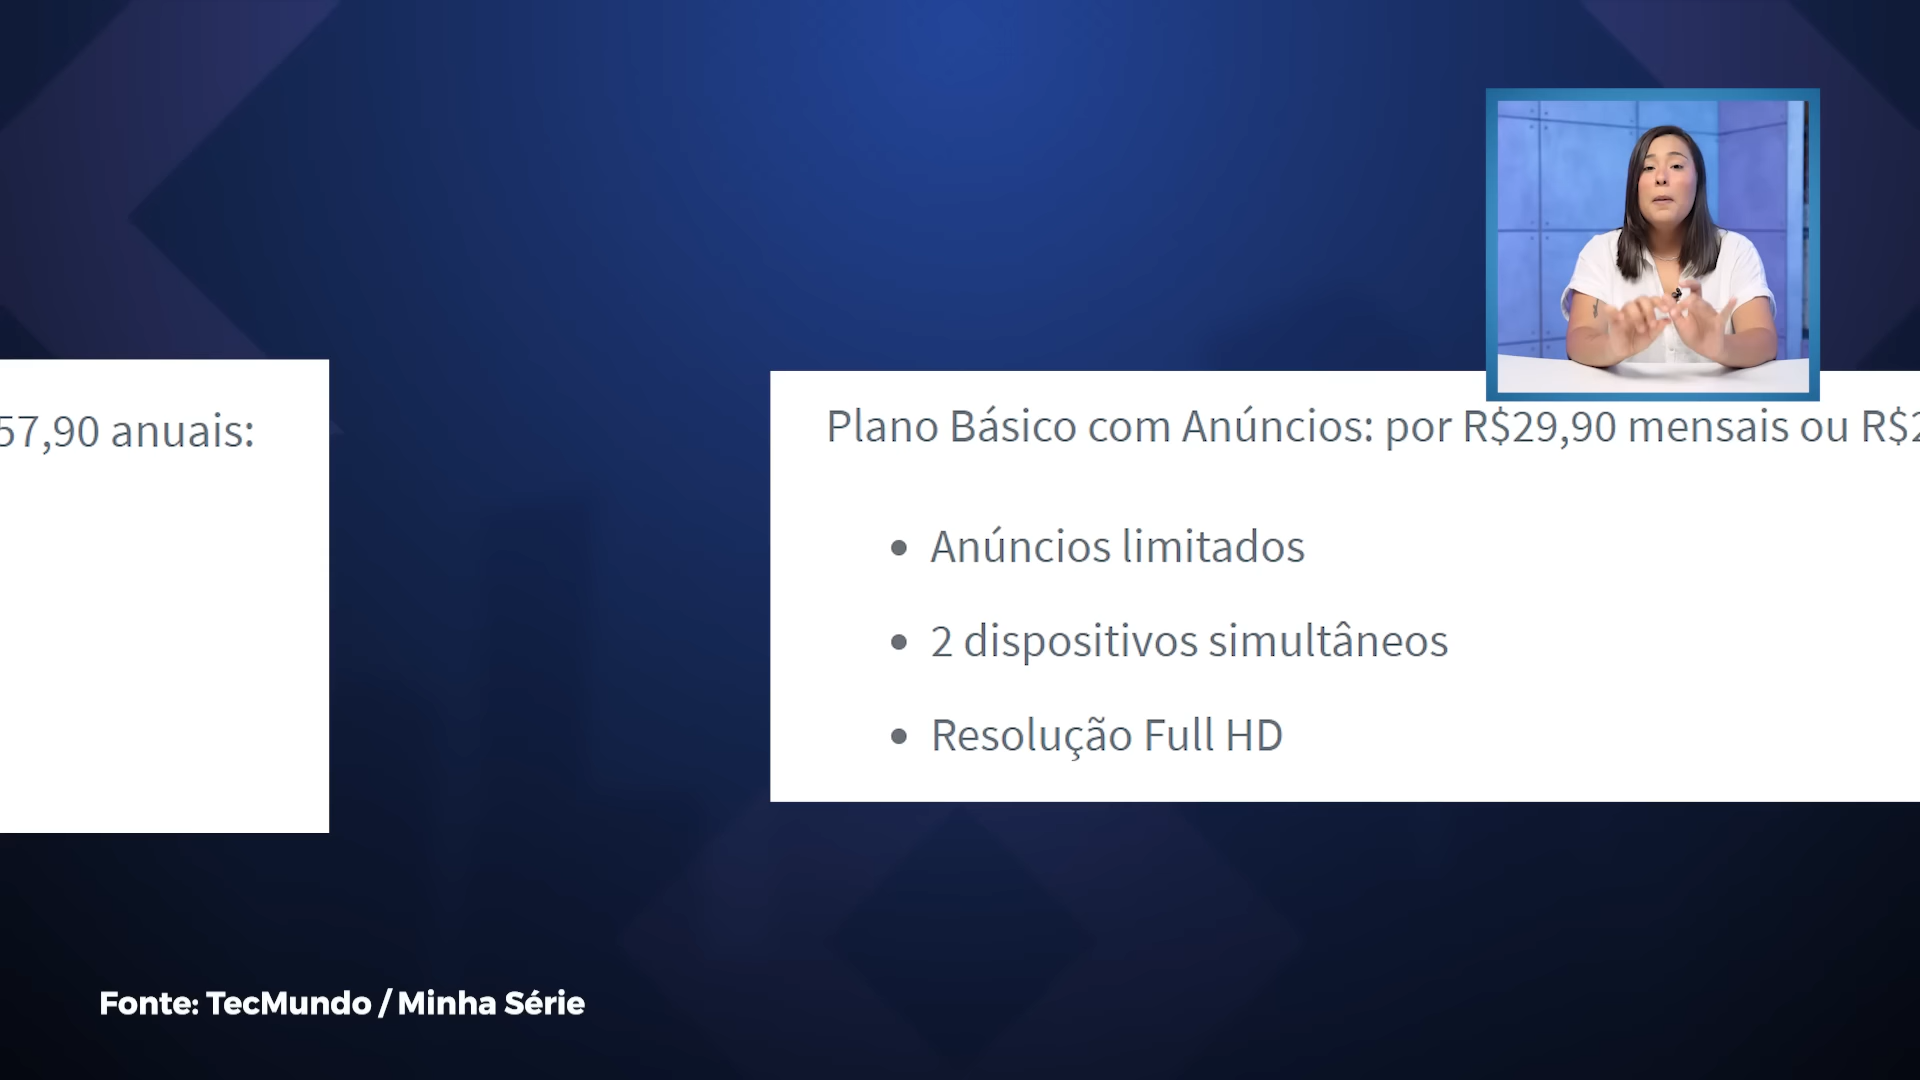 57,90 anuais:
Plano Básico com Anúncios: por R$29,90 mensais ou R$2
Anúncios limitados
2 dispositivos simultâneos
Resolução Full HD
Fonte: TecMundo / Minha Série